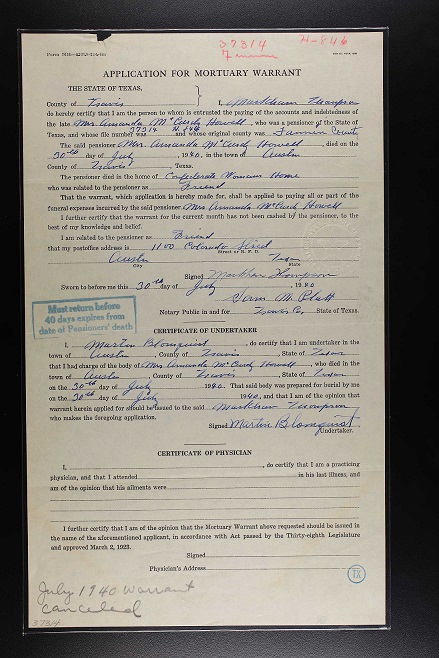 37314 H-846
APPLICATION FOR MORTUARY WARRANT
THE STATE OF TEXAS,
County of Travis I, Markham Thompson
do hereby certify that I am the person to whom is entrusted the paying of the accounts and indebtedness of
the late Mrs. Amanda McCurdy Howell, who was a pensioner of the State of
Texas, and whose file number was 37314 H 846 and whose original county was Fannin County
The said pensioner Mrs Amanda McCurdy Howell, died on the
30th day of July, 1940, in the town of Austin
County of Travis, Texas.
The pensioner died in the home of Confederate Womans Home
who was related to the pensioner as Friend
That the warrant, which application is hereby made for, shall be applied to paying all or part of the
funeral expenses incurred by the said pensioner Mrs Amanda McCurdy Howell
I further certify that the warrant for the current month has not been cashed by the pensioner, to the
best of my knowledge and belief.
I am related to the pensioner as Friend
that my postoffice address is 1100 Colorado Street
Street or R. F. D.
Austin Texas
City State
Signed Markham Thompson
Sworn to before me this 30th day of July, 1940
Notary Public in and for Travis Co, State of Texas.
Must return before
40 days expires from
date of Pensioners' death
CERTIFICATE OF UNDERTAKER
I, Martin Blomquist, do certify that I am undertaker in the
town of Austin, County of Travis, State of Texas
that I had charge of the body of Mrs Amanda McCurdy Howell, who died in the
town of Austin, County of Travis, State of Texas
on the 30th day of July 1940. That said body was prepared for burial by me
on the 30th day of July 1940, and that I am of the opinion that
warrant herein applied for should be issued to the said Markham Thompson
who makes the foregoing application.
Signed Martin Blomquist
Undertaker.
CERTIFICATE OF PHYSICIAN
I, , do certify that I am a practicing
physician, and that I attended in his last illness, and
am of the opinion that his ailments were
I further certify that I am of the opinion that the Mortuary Warrant above requested should be issued in
the name of the aforementioned applicant, in accordance with Act passed by the Thirty-eighth Legislature
and approved March 2, 1923.
Signed
Physician's Address
TX
July 1940 Warrant
canceled
37314